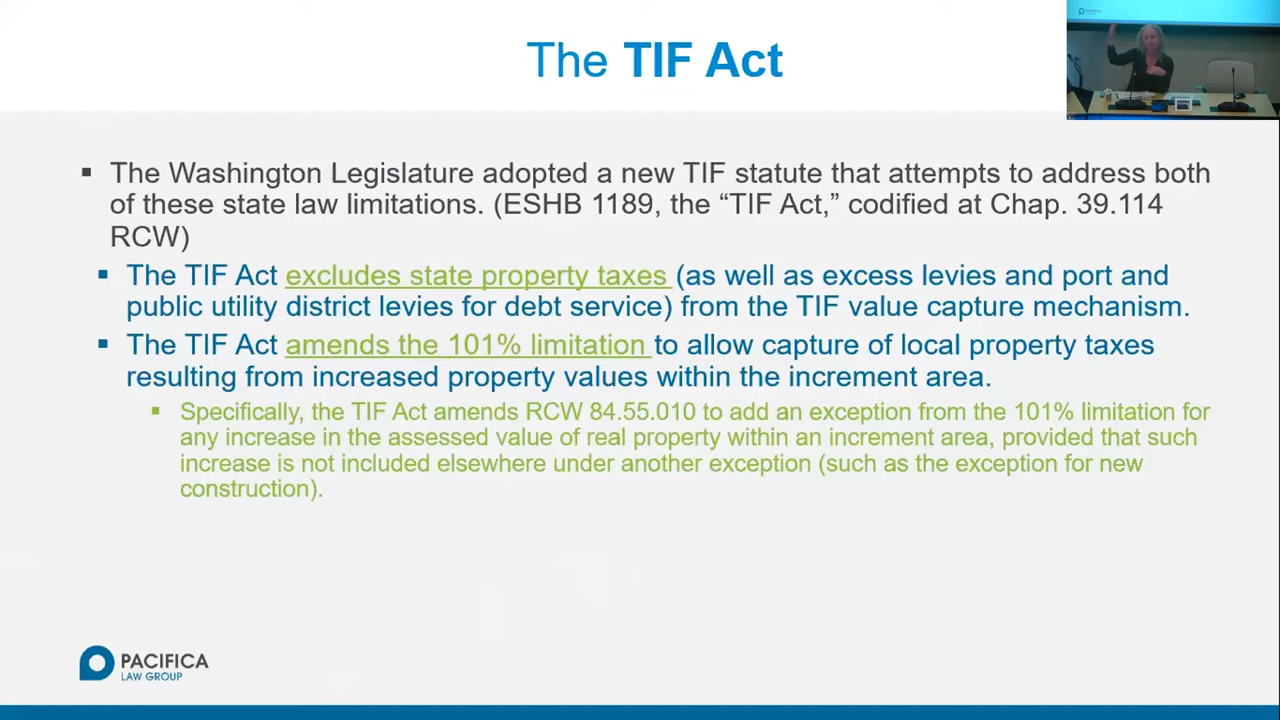 The TIF Act
PACIFICA
▪ The Washington Legislature adopted a new TIF statute that attempts to address both
of these state law limitations. (ESHB 1189, the “TIF Act,” codified at Chap. 39.114
RCW)
▪ The TIF Act excludes state property taxes (as well as excess levies and port and
public utility district levies for debt service) from the TIF value capture mechanism.
▪ The TIF Act amends the 101% limitation to allow capture of local property taxes
resulting from increased property values within the increment area.
▪ Specifically, the TIF Act amends RCW 84.55.010 to add an exception from the 101% limitation for
any increase in the assessed value of real property within an increment area, provided that such
increase is not included elsewhere under another exception (such as the exception for new
construction).
PACIFICA
LAW GROUP